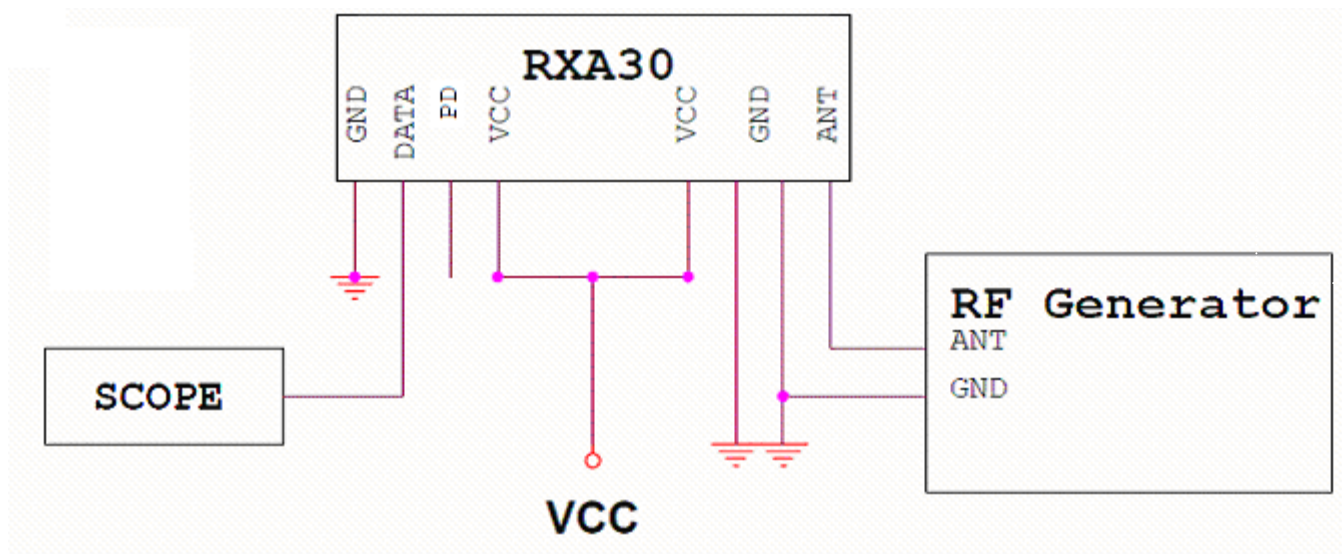 RXA30
GND
DATA
PD
VCC
VCC
GND
ANT
RF Generator
ANT
GND
SCOPE
VCC